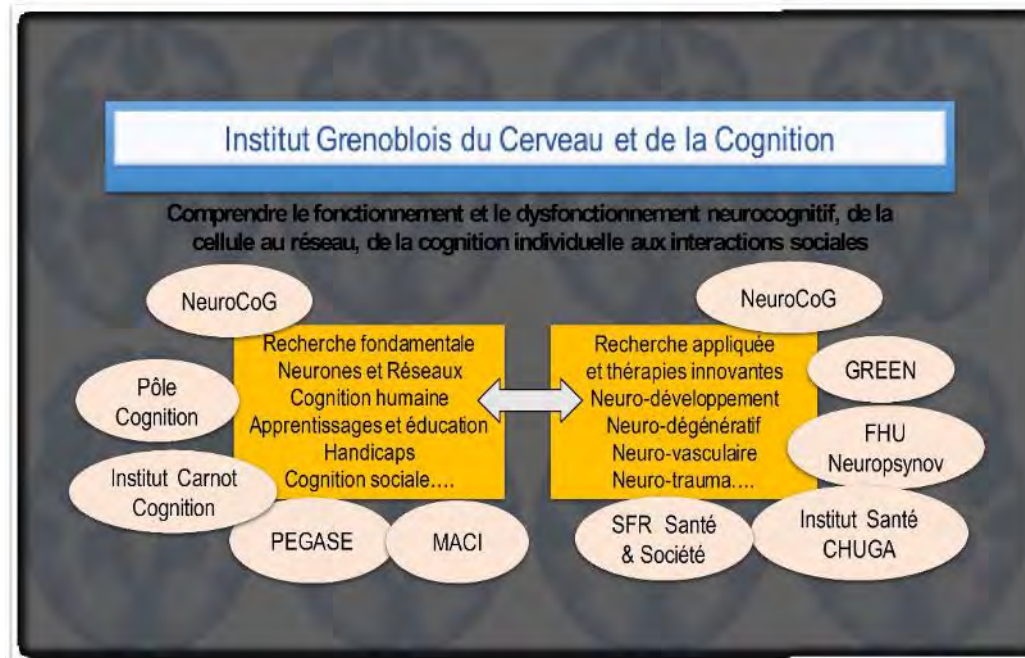 Institut Grenoblois du Cerveau et de la Cognition
Comprendre le fonctionnement et le dysfonctionnement neurocognitif, de la
cellule au réseau, de la cognition individuelle aux interactions sociales
NeuroCoG
Pôle
Cognition
Institut Carnot
Cognition
PEGASE
MACI
Recherche fondamentale
Neurones et Réseaux
Cognition humaine
Apprentissages et éducation
Handicaps
Cognition sociale....
NeuroCoG
Recherche appliquée
et thérapies innovantes
Neuro-développement
Neuro-dégénératif
Neuro-vasculaire
Neuro-trauma....
GREEN
FHU
Neuropsynov
Institut Santé
CHUGA
SFR Santé
& Société